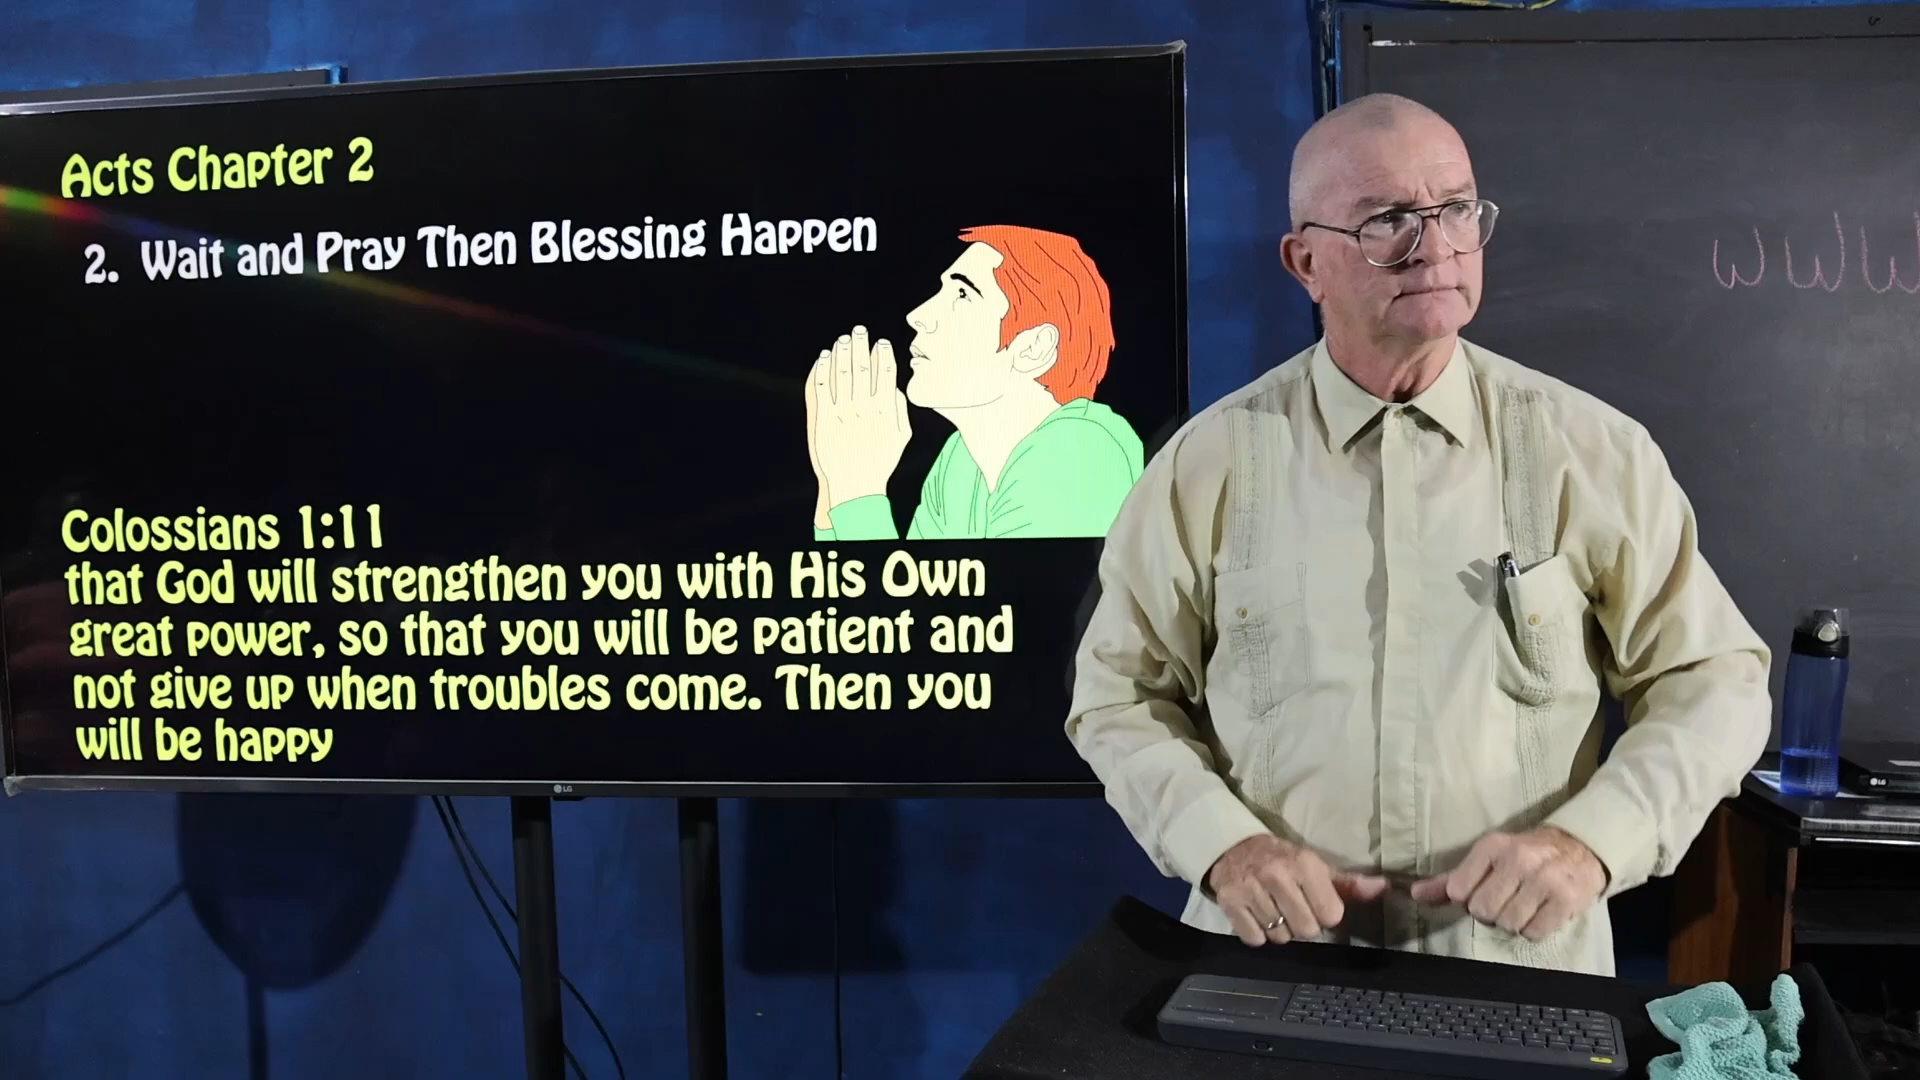 Acts Chapter 2
2. Wait and Pray Then Blessing Happen
Colossians 1:11
that God will strengthen you with His Own
great power, so that you will be patient and
not give up when troubles come. Then you
will be happy
LG
WWW
LG